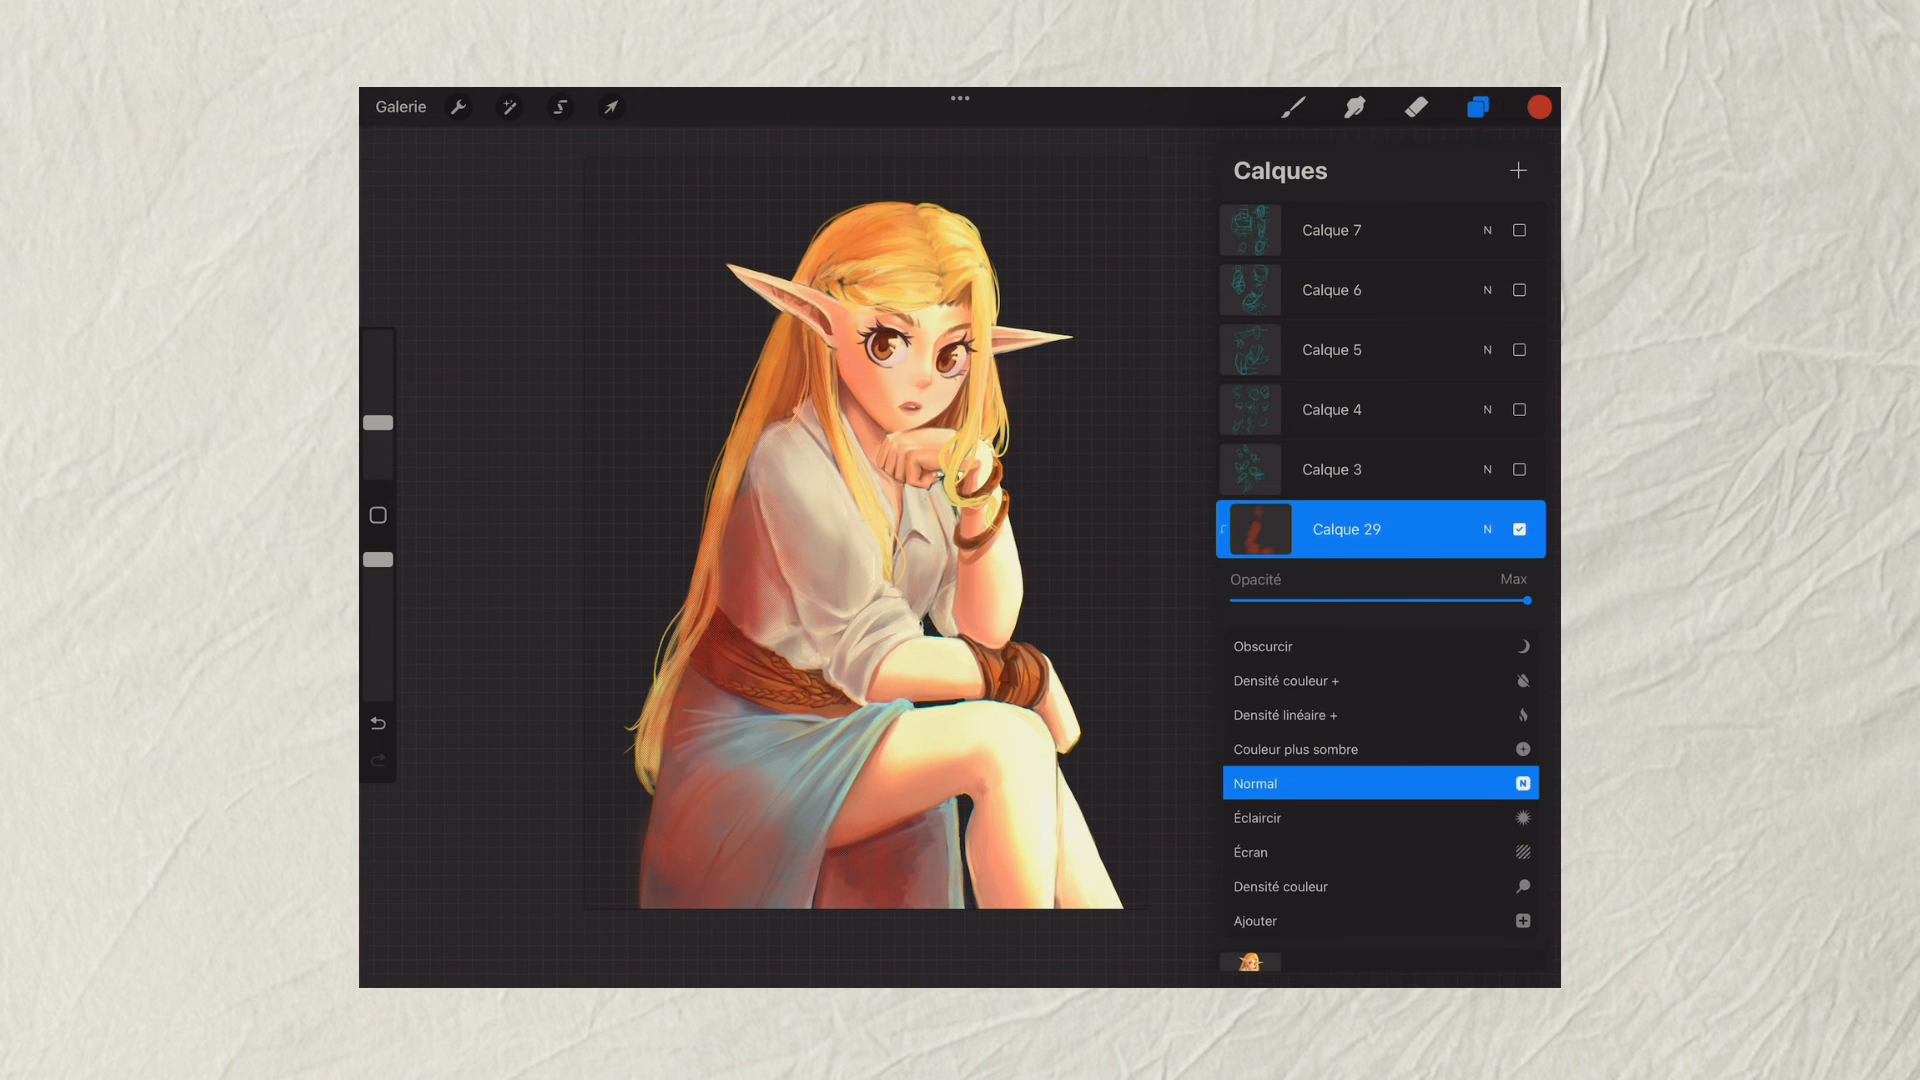 Galerie
Calques
Calque 7 N
Calque 6 N
Calque 5 N
Calque 4 N
Calque 3 N
Calque 29 N
Opacité Max
Obscurcir
Densité couleur +
Densité linéaire +
Couleur plus sombre
Normal N
Éclaircir
Écran
Densité couleur
Ajouter